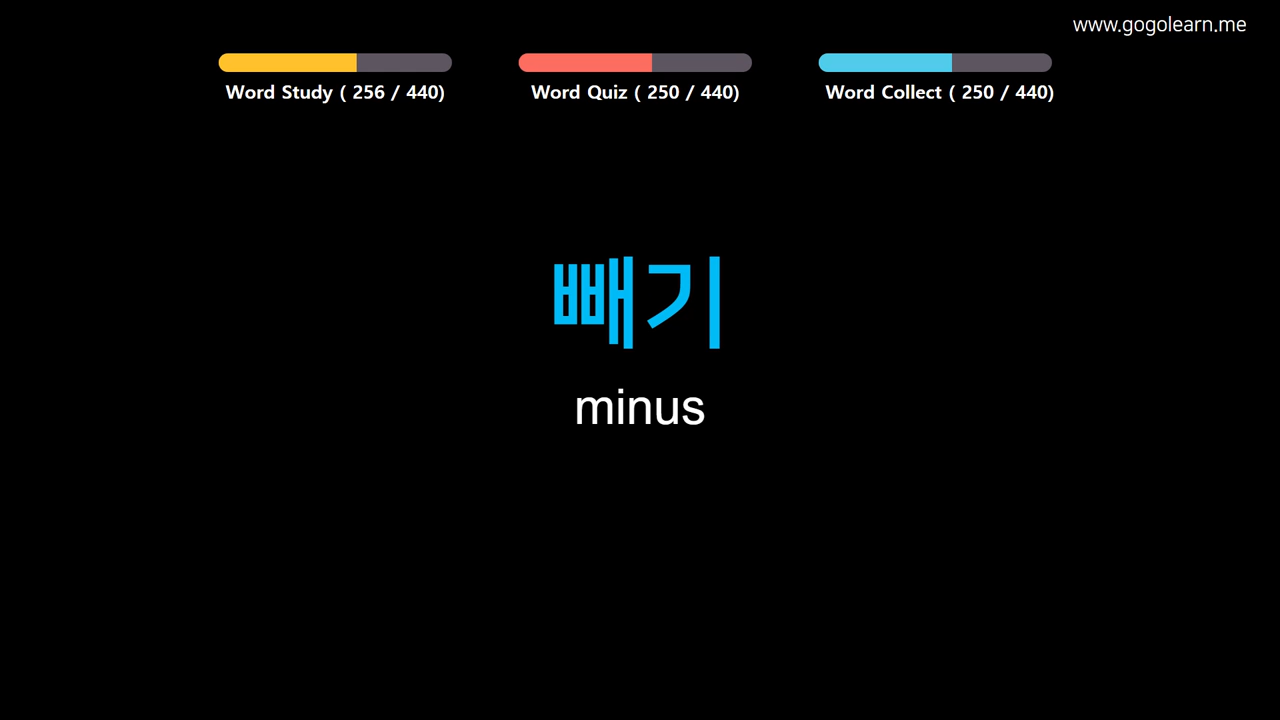 www.gogolearn.me
Word Study ( 256 / 440)
Word Quiz ( 250 / 440)
Word Collect ( 250 / 440)
빼기
minus